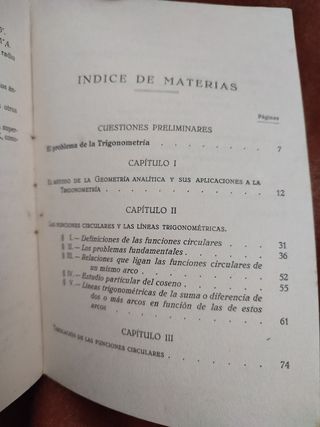 INDICE DE MATERIAS
Páginas
CUESTIONES PRELIMINARES
El problema de la Trigonometría . . . . . . . 7
CAPÍTULO I
EL MÉTODO DE LA GEOMETRÍA ANALÍTICA Y SUS APLICACIONES A LA
TRIGONOMETRÍA . . . . . . . . . 12
CAPÍTULO II
LAS FUNCIONES CIRCULARES Y LAS LÍNEAS TRIGONOMÉTRICAS.
§ I.—Definiciones de las funciones circulares . . . . 31
§ II.—Los problemas fundamentales . . . . . 36
§ III.—Relaciones que ligan las funciones circulares de
un mismo arco . . . . . . . 52
§ IV.—Estudio particular del coseno . . . . . 55
§ V.—Líneas trigonométricas de la suma o diferencia de
dos o más arcos en función de las de estos
arcos . . . . . . . . 61
CAPÍTULO III
TABULACIÓN DE LAS FUNCIONES CIRCULARES . . . . . 74